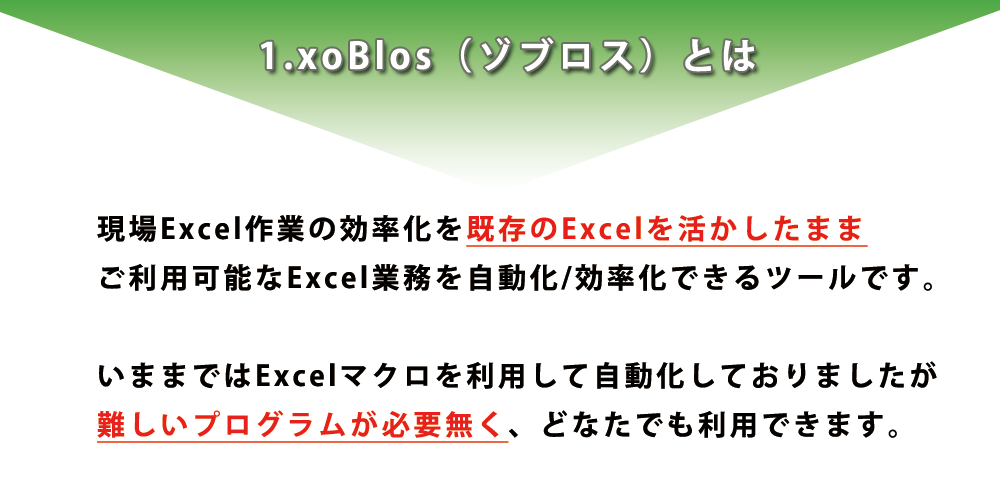 1.xoBlos（ゾブロス）とは
現場Excel作業の効率化を既存のExcelを活かしたまま
ご利用可能なExcel業務を自動化/効率化できるツールです。
いままではExcelマクロを利用して自動化しておりましたが
難しいプログラムが必要無く、どなたでも利用できます。